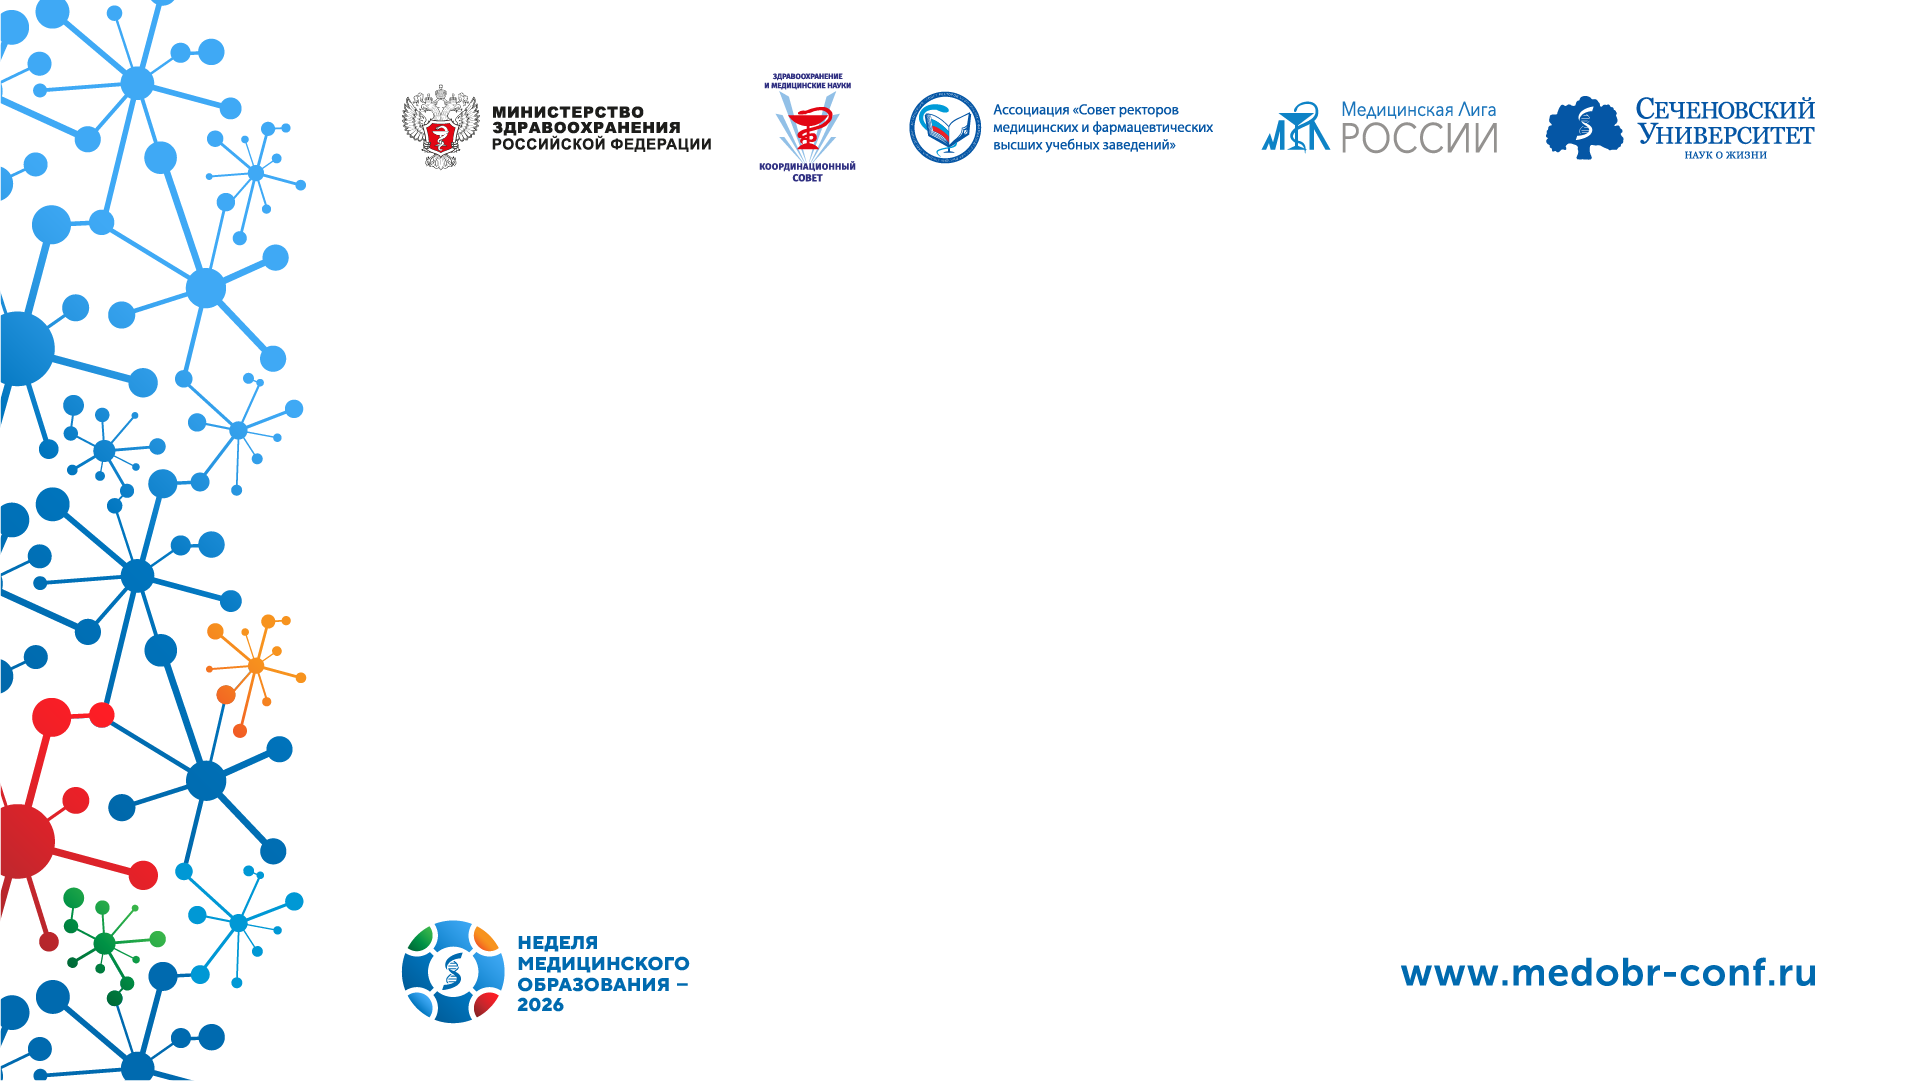 МИНИСТЕРСТВО
ЗДРАВООХРАНЕНИЯ
РОССИЙСКОЙ ФЕДЕРАЦИИ
ЗДРАВООХРАНЕНИЕ
И МЕДИЦИНСКИЕ НАУКИ
КООРДИНАЦИОННЫЙ
СОВЕТ
Ассоциация «Совет ректоров
медицинских и фармацевтических
высших учебных заведений»
Медицинская Лига
РОССИИ
СЕЧЕНОВСКИЙ
УНИВЕРСИТЕТ
НАУК О ЖИЗНИ
НЕДЕЛЯ
МЕДИЦИНСКОГО
ОБРАЗОВАНИЯ –
2026
www.medobr-conf.ru